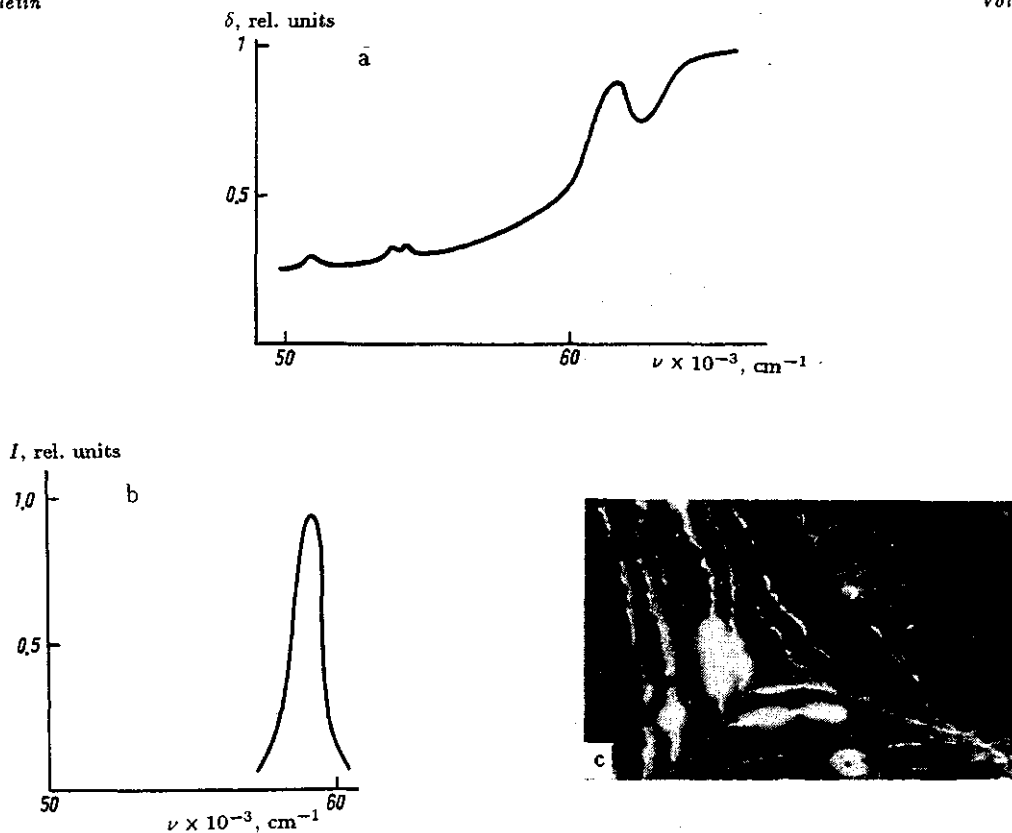 δ, rel. units
a
1
0,5
50
60
ν × 10⁻³, cm⁻¹
I, rel. units
b
1,0
0,5
50
60
ν × 10⁻³, cm⁻¹
c